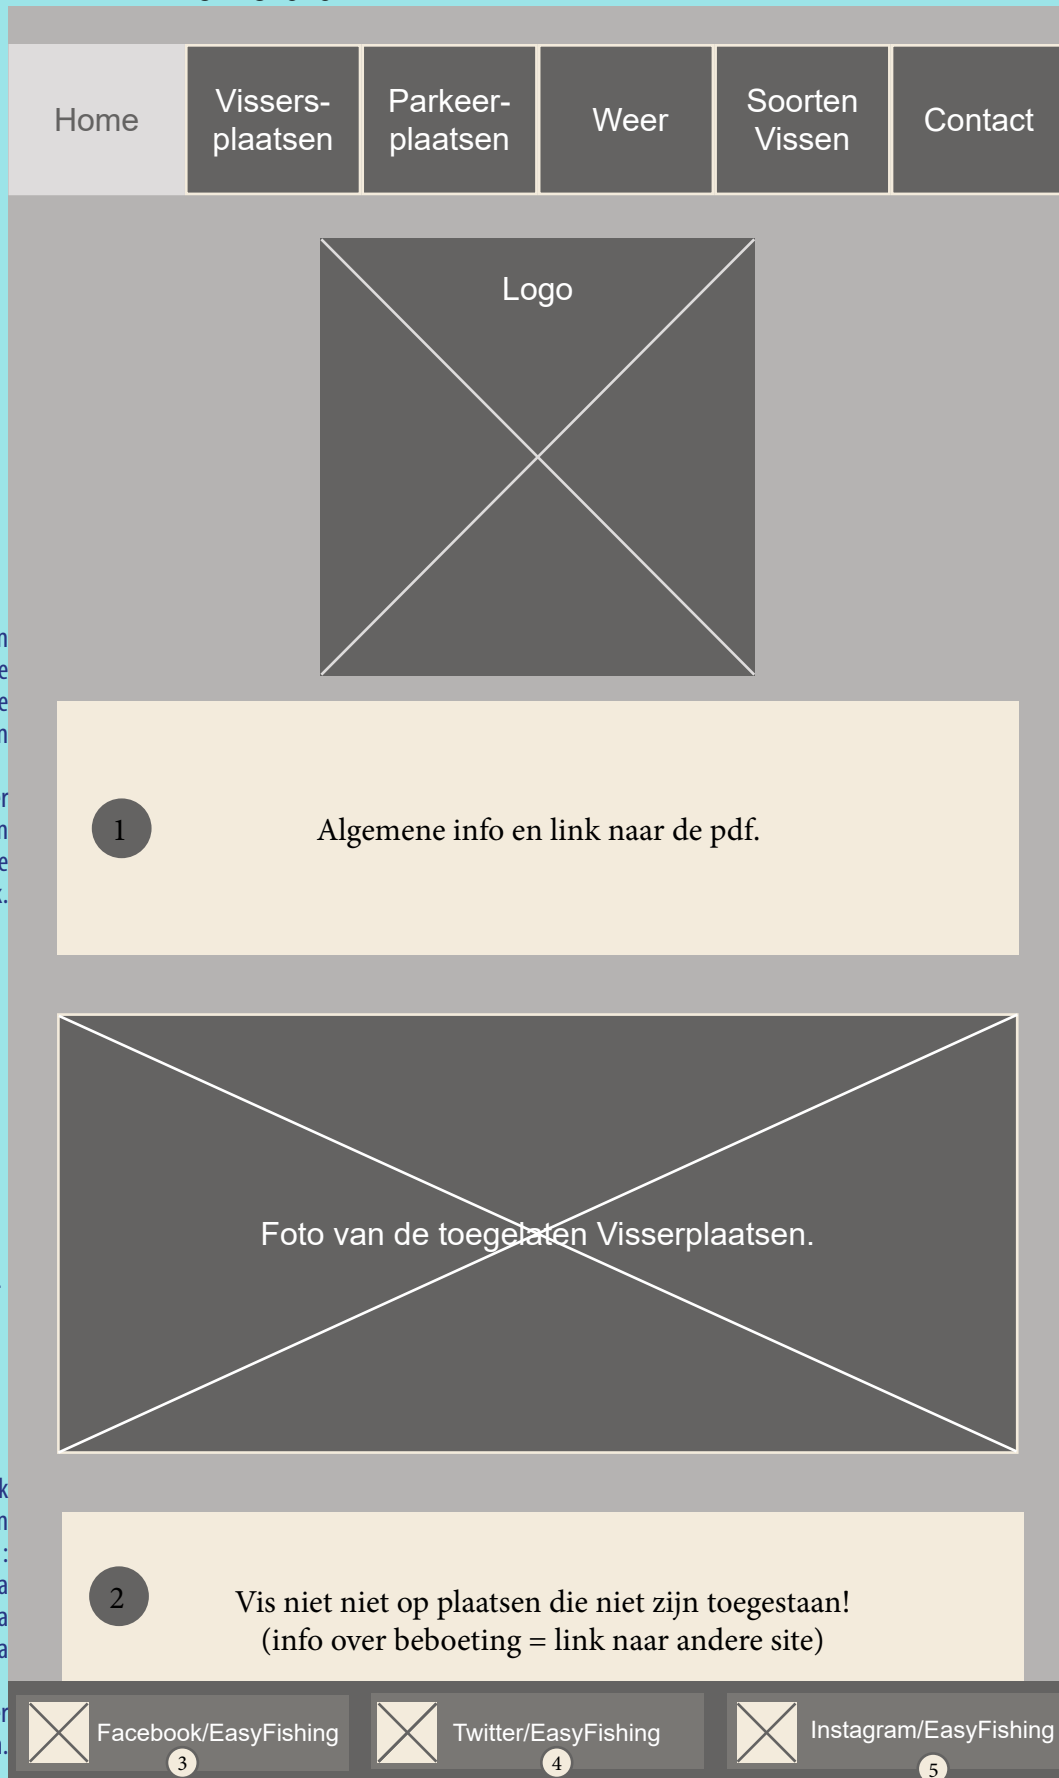 Home
Vissers-
plaatsen
Parkeer-
plaatsen
Weer
Soorten
Vissen
Contact
Logo
1
Algemene info en link naar de pdf.
Foto van de toegelaten Visserplaatsen.
2
Vis niet niet op plaatsen die niet zijn toegestaan!
(info over beboeting = link naar andere site)
Facebook/EasyFishing
3
Twitter/EasyFishing
4
Instagram/EasyFishing
5